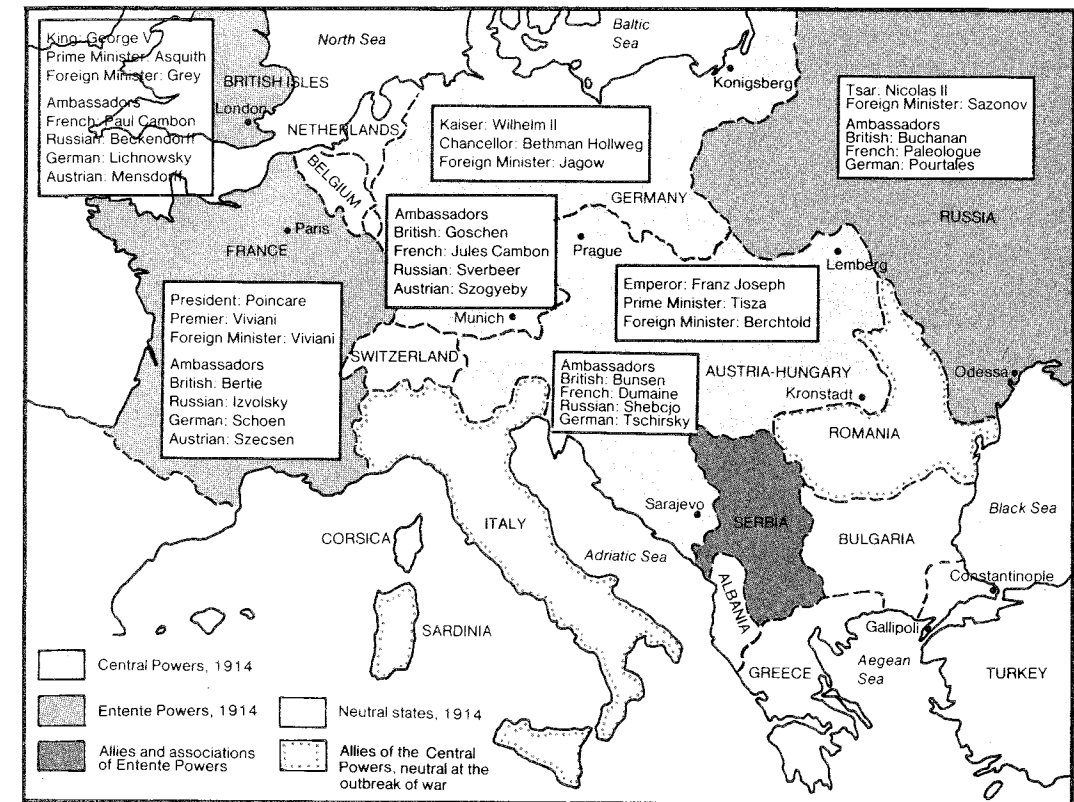 King: George V
Prime Minister: Asquith
Foreign Minister: Grey
Ambassadors
French: Paul Cambon
Russian: Beckendorff
German: Lichnowsky
Austrian: Mensdorff
North Sea
Baltic
Sea
BRITISH ISLES
London
NETHERLANDS
BELGIUM
Konigsberg
Kaiser: Wilhelm II
Chancellor: Bethman Hollweg
Foreign Minister: Jagow
Tsar: Nicolas II
Foreign Minister: Sazonov
Ambassadors
British: Buchanan
French: Paleologue
German: Pourtales
GERMANY
RUSSIA
Paris
FRANCE
Ambassadors
British: Goschen
French: Jules Cambon
Russian: Sverbeer
Austrian: Szogyeby
Prague
Lemberg
Munich
Emperor: Franz Joseph
Prime Minister: Tisza
Foreign Minister: Berchtold
President: Poincare
Premier: Viviani
Foreign Minister: Viviani
Ambassadors
British: Bertie
Russian: Izvolsky
German: Schoen
Austrian: Szecsen
SWITZERLAND
Ambassadors
British: Bunsen
French: Dumaine
Russian: Shebcjo
German: Tschirsky
AUSTRIA-HUNGARY
Kronstadt
Odessa
ROMANIA
Sarajevo
SERBIA
BULGARIA
Black Sea
ITALY
CORSICA
Adriatic Sea
ALBANIA
Constantinople
SARDINIA
Gallipoli
GREECE
Aegean
Sea
TURKEY
Central Powers, 1914
Entente Powers, 1914
Allies and associations
of Entente Powers
Neutral states, 1914
Allies of the Central
Powers, neutral at the
outbreak of war